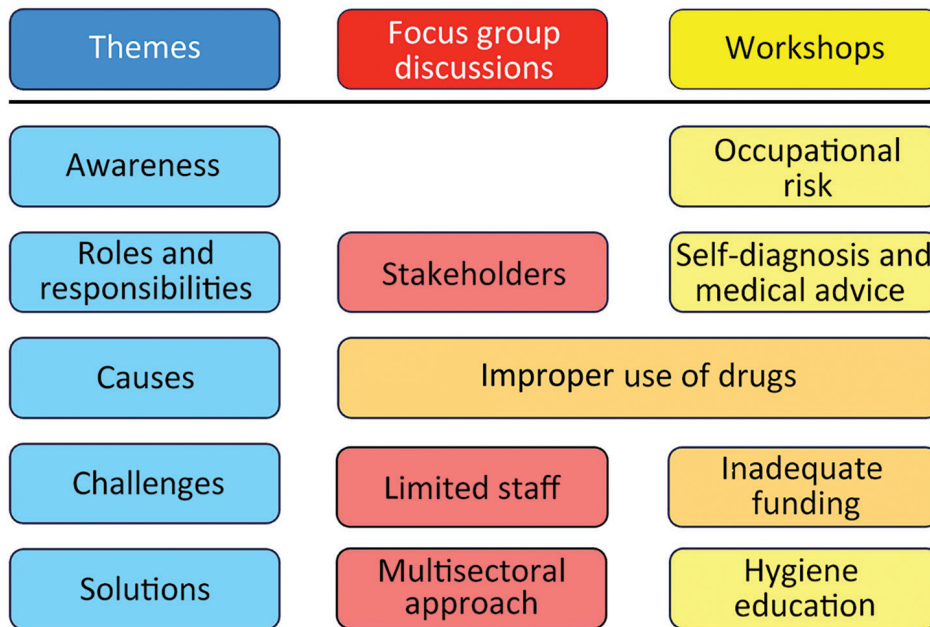 Themes
Focus group
discussions
Workshops
Awareness
Occupational
risk
Roles and
responsibilities
Stakeholders
Self-diagnosis and
medical advice
Causes
Improper use of drugs
Challenges
Limited staff
Inadequate
funding
Solutions
Multisectoral
approach
Hygiene
education